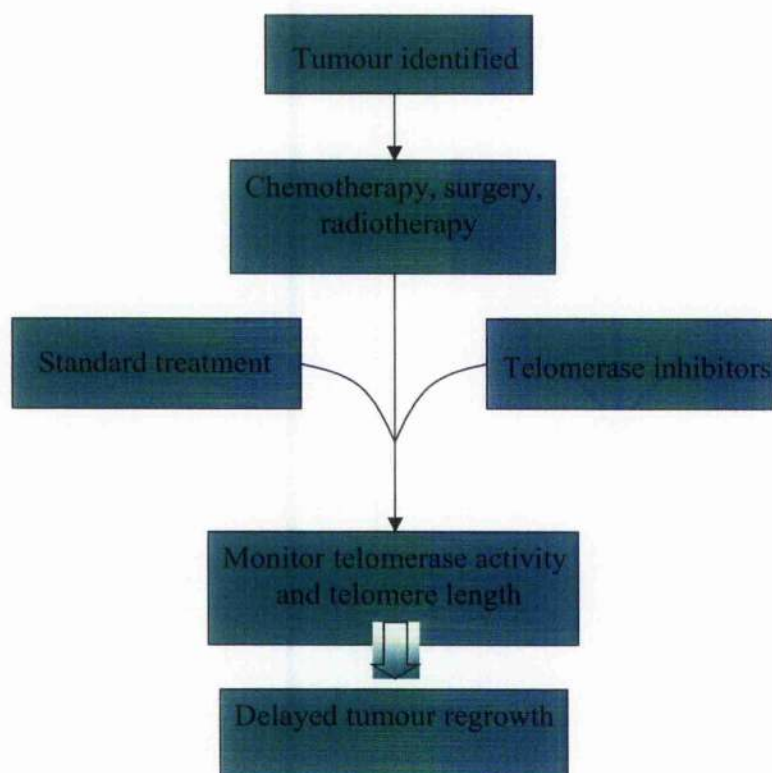 Tumour identified
Chemotherapy, surgery,
radiotherapy
Standard treatment
Telomerase inhibitors
Monitor telomerase activity
and telomere length
Delayed tumour regrowth